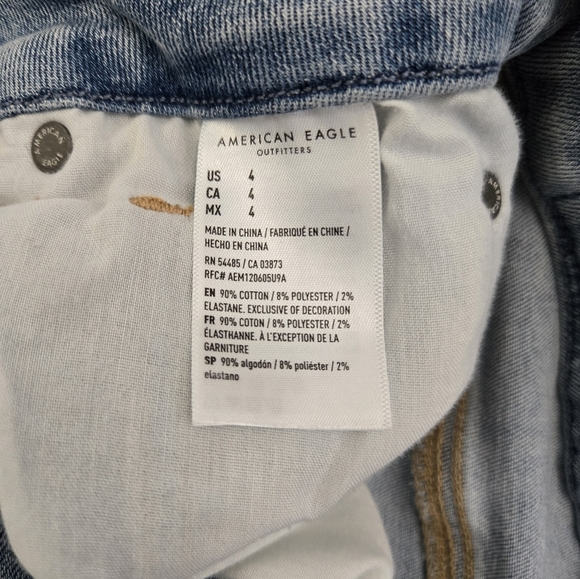 AMERICAN EAGLE
AMERICAN EAGLE
OUTFITTERS
US 4
CA 4
MX 4
MADE IN CHINA / FABRIQUÉ EN CHINE /
HECHO EN CHINA
RN 54485 / CA 03873
RFC# AEM120605U9A
EN 90% COTTON / 8% POLYESTER / 2%
ELASTANE. EXCLUSIVE OF DECORATION
FR 90% COTON / 8% POLYESTER / 2%
ÉLASTHANNE. À L'EXCEPTION DE LA
GARNITURE
SP 90% algodón / 8% poliéster / 2%
elastano